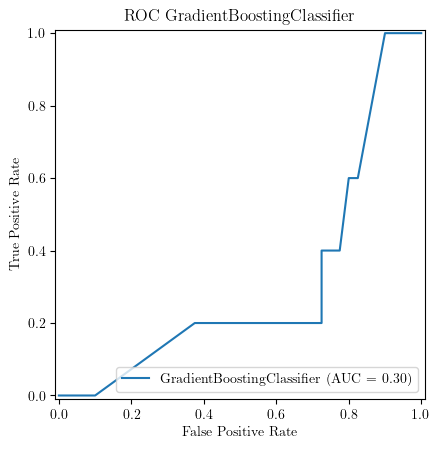 ROC GradientBoostingClassifier
True Positive Rate
1.0
0.8
0.6
0.4
0.2
0.0
GradientBoostingClassifier (AUC = 0.30)
0.0 0.2 0.4 0.6 0.8 1.0
False Positive Rate